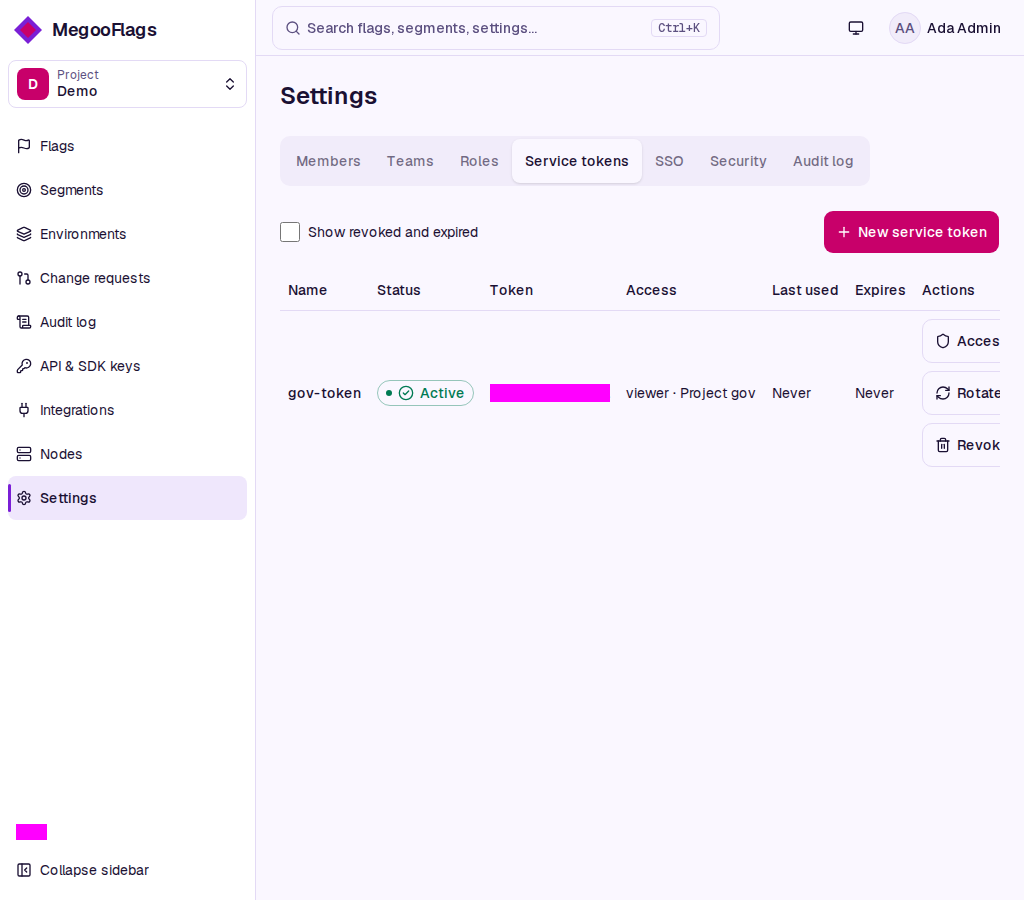 MegooFlags
Search flags, segments, settings...
Ctrl+K
AA
Ada Admin
D
Project
Demo
Flags
Segments
Environments
Change requests
Audit log
API & SDK keys
Integrations
Nodes
Settings
Collapse sidebar
Settings
Members
Teams
Roles
Service tokens
SSO
Security
Audit log
Show revoked and expired
New service token
Name
Status
Token
Access
Last used
Expires
Actions
gov-token
Active
viewer · Project gov
Never
Never
Acces
Rotate
Revok